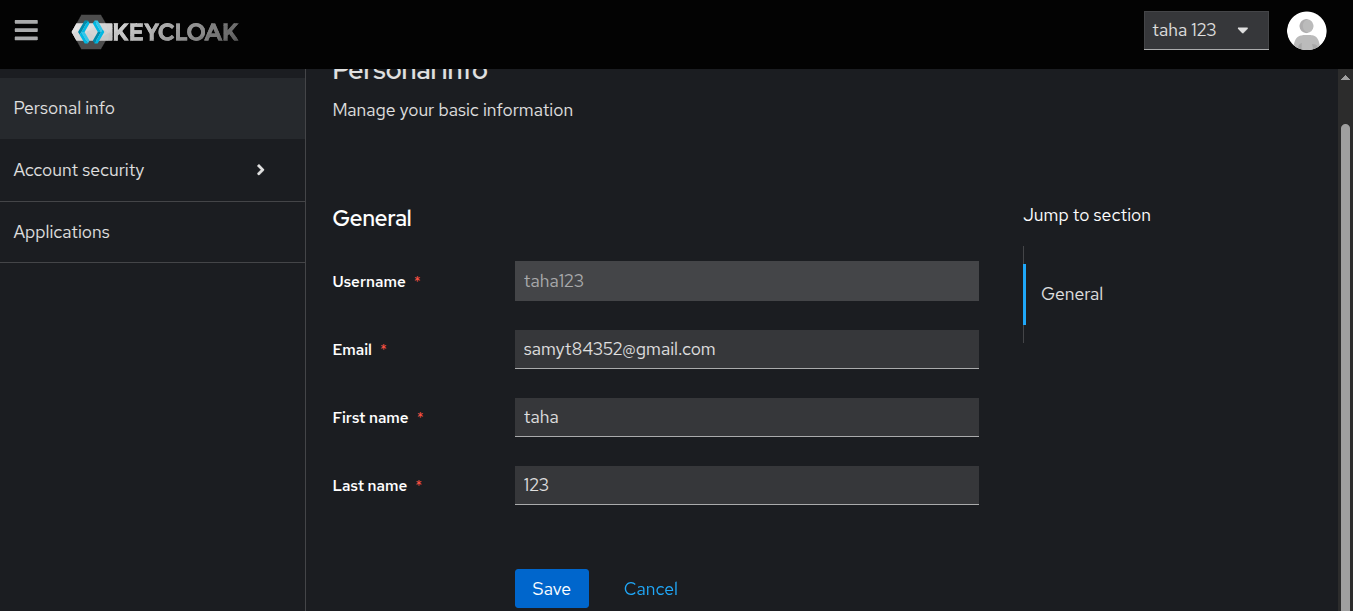 KEYCLOAK
taha 123
Personal info
Account security
Applications
Personal info
Manage your basic information
General
Username *
taha123
Email *
samyt84352@gmail.com
First name *
taha
Last name *
123
Save
Cancel
Jump to section
General